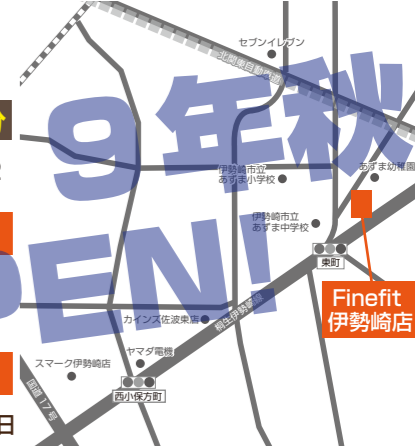 セブンイレブン
北関東自動車道
9年秋
伊勢崎市立
あずま小学校
あずま幼稚園
伊勢崎市立
あずま中学校
東町
PEN!
Finefit
伊勢崎店
桐生伊勢崎線
カインズ佐波東店
ヤマダ電機
スマーク伊勢崎店
西小保方町
国道17号
日